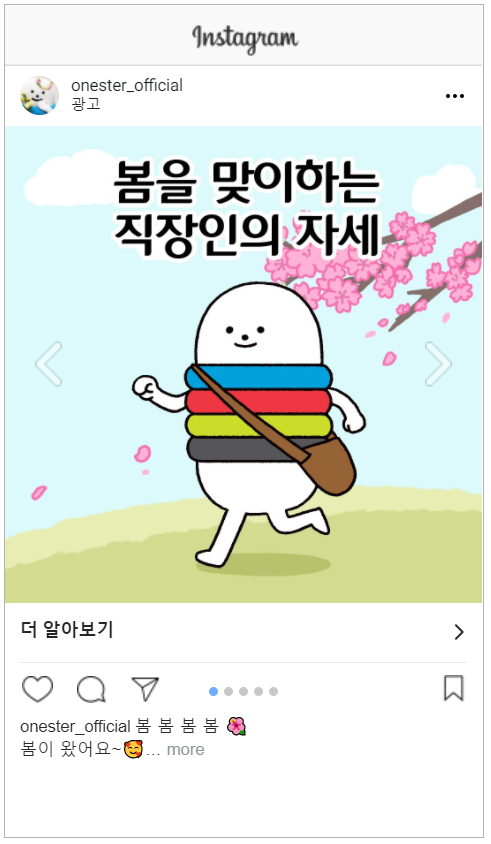 Instagram
onester_official
광고
봄을 맞이하는
직장인의 자세
더 알아보기
onester_official 봄 봄 봄 봄 🌺
봄이 왔어요~🥰... more